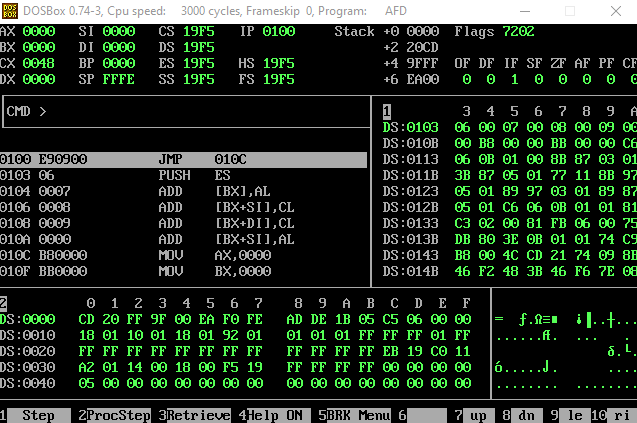 DOSBox 0.74-3, Cpu speed: 3000 cycles, Frameskip 0, Program: AFD
AX 0000 SI 0000 CS 19F5 IP 0100 Stack +0 0000 Flags 7202
BX 0000 DI 0000 DS 19F5 +2 20CD
CX 0048 BP 0000 ES 19F5 HS 19F5 +4 9FFF OF DF IF SF ZF AF PF CF
DX 0000 SP FFFE SS 19F5 FS 19F5 +6 EA00 0 0 1 0 0 0 0 0
CMD >
1 3 4 5 6 7 8 9 A
DS:0103 06 00 07 00 08 00 09 00
DS:010B 00 B8 00 00 BB 00 00 C6
0100 E90900 JMP 010C DS:0113 06 0B 01 00 8B 87 03 01
0103 06 PUSH ES DS:011B 3B 87 05 01 77 11 8B 97
0104 0007 ADD [BX],AL DS:0123 05 01 89 97 03 01 89 87
0106 0008 ADD [BX+SI],CL DS:012B 05 01 C6 06 0B 01 01 81
0108 0009 ADD [BX+DI],CL DS:0133 C3 02 00 81 FB 06 00 75
010A 0000 ADD [BX+SI],AL DS:013B DB 80 3E 0B 01 01 74 C9
010C B80000 MOV AX,0000 DS:0143 B8 00 4C CD 21 74 09 8B
010F BB0000 MOV BX,0000 DS:014B 46 F2 48 3B 46 F6 7E 08
2 0 1 2 3 4 5 6 7 8 9 A B C D E F
DS:0000 CD 20 FF 9F 00 EA F0 FE AD DE 1B 05 C5 06 00 00
DS:0010 18 01 10 01 18 01 92 01 01 01 01 FF FF FF 01 FF
DS:0020 FF FF FF FF FF FF FF FF FF FF FF FF EB 19 C0 11
DS:0030 A2 01 14 00 18 00 F5 19 FF FF FF FF 00 00 00 00
DS:0040 05 00 00 00 00 00 00 00 00 00 00 00 00 00 00 00
1 Step 2 ProcStep 3 Retrieve 4 Help ON 5 BRK Menu 6 7 up 8 dn 9 le 10 ri